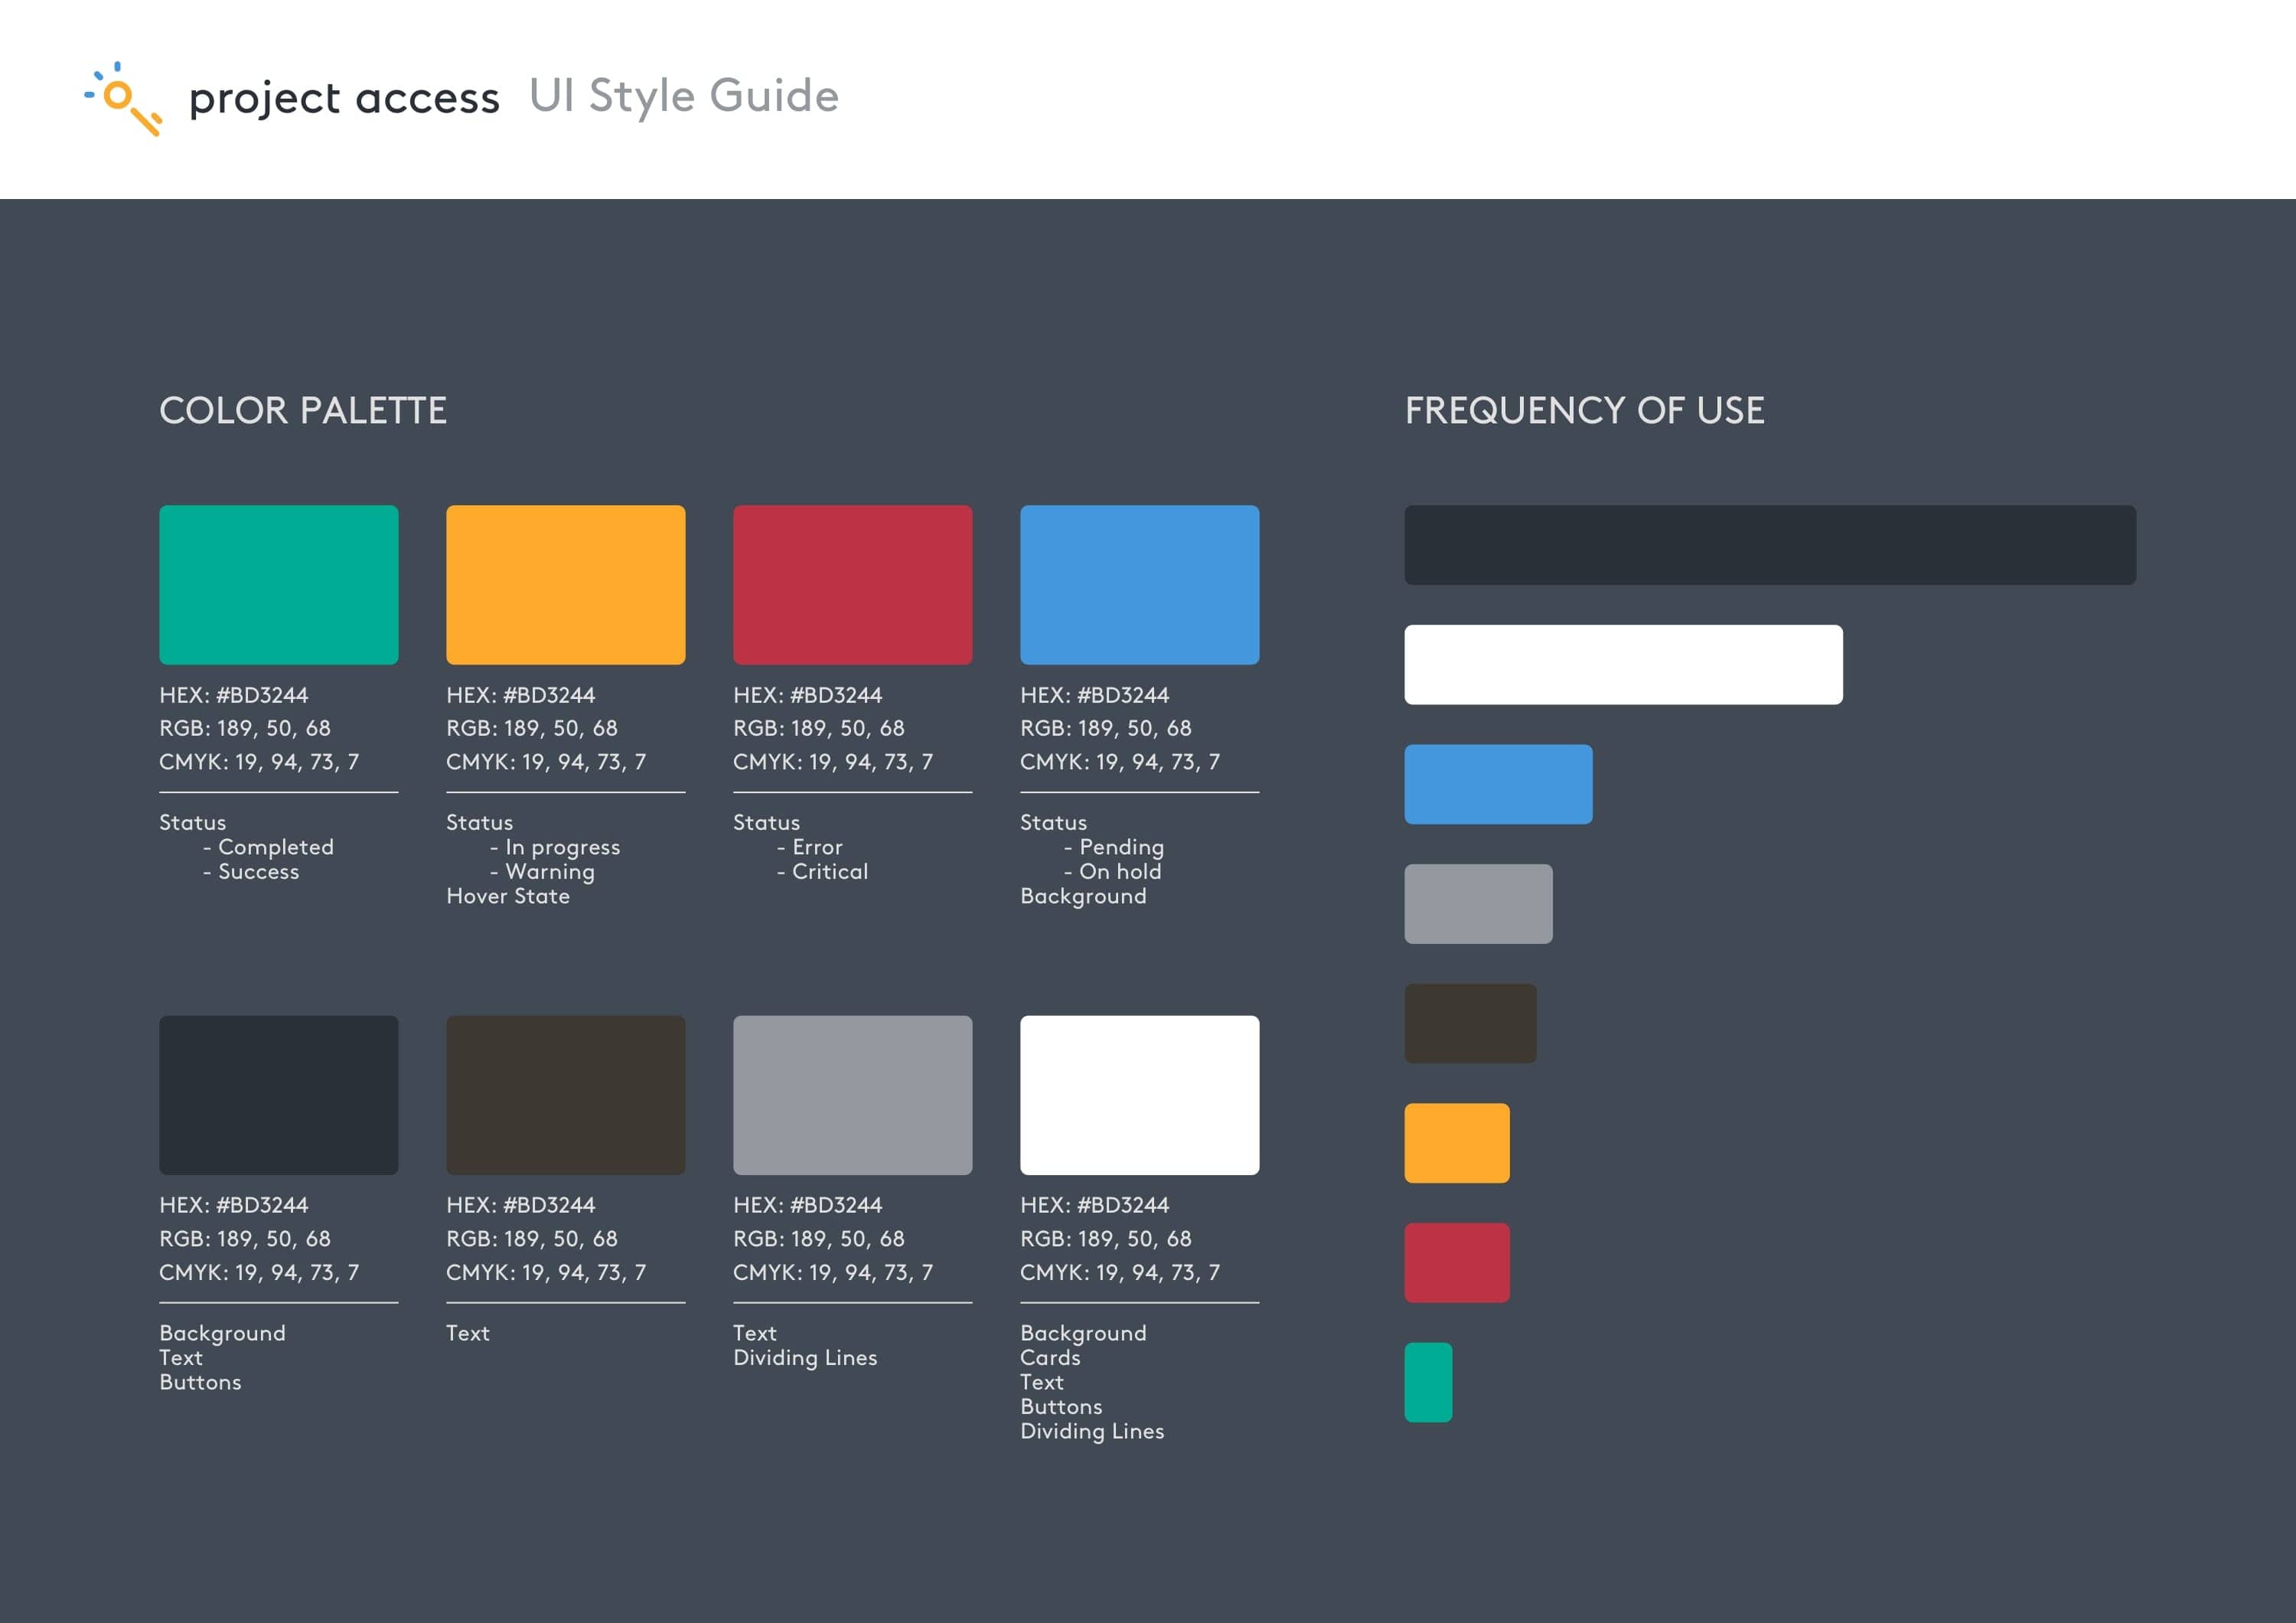 project access UI Style Guide
COLOR PALETTE
HEX: #BD3244
RGB: 189, 50, 68
CMYK: 19, 94, 73, 7
Status
- Completed
- Success
HEX: #BD3244
RGB: 189, 50, 68
CMYK: 19, 94, 73, 7
Status
- In progress
- Warning
Hover State
HEX: #BD3244
RGB: 189, 50, 68
CMYK: 19, 94, 73, 7
Status
- Error
- Critical
HEX: #BD3244
RGB: 189, 50, 68
CMYK: 19, 94, 73, 7
Status
- Pending
- On hold
Background
HEX: #BD3244
RGB: 189, 50, 68
CMYK: 19, 94, 73, 7
Background
Text
Buttons
HEX: #BD3244
RGB: 189, 50, 68
CMYK: 19, 94, 73, 7
Text
HEX: #BD3244
RGB: 189, 50, 68
CMYK: 19, 94, 73, 7
Text
Dividing Lines
HEX: #BD3244
RGB: 189, 50, 68
CMYK: 19, 94, 73, 7
Background
Cards
Text
Buttons
Dividing Lines
FREQUENCY OF USE